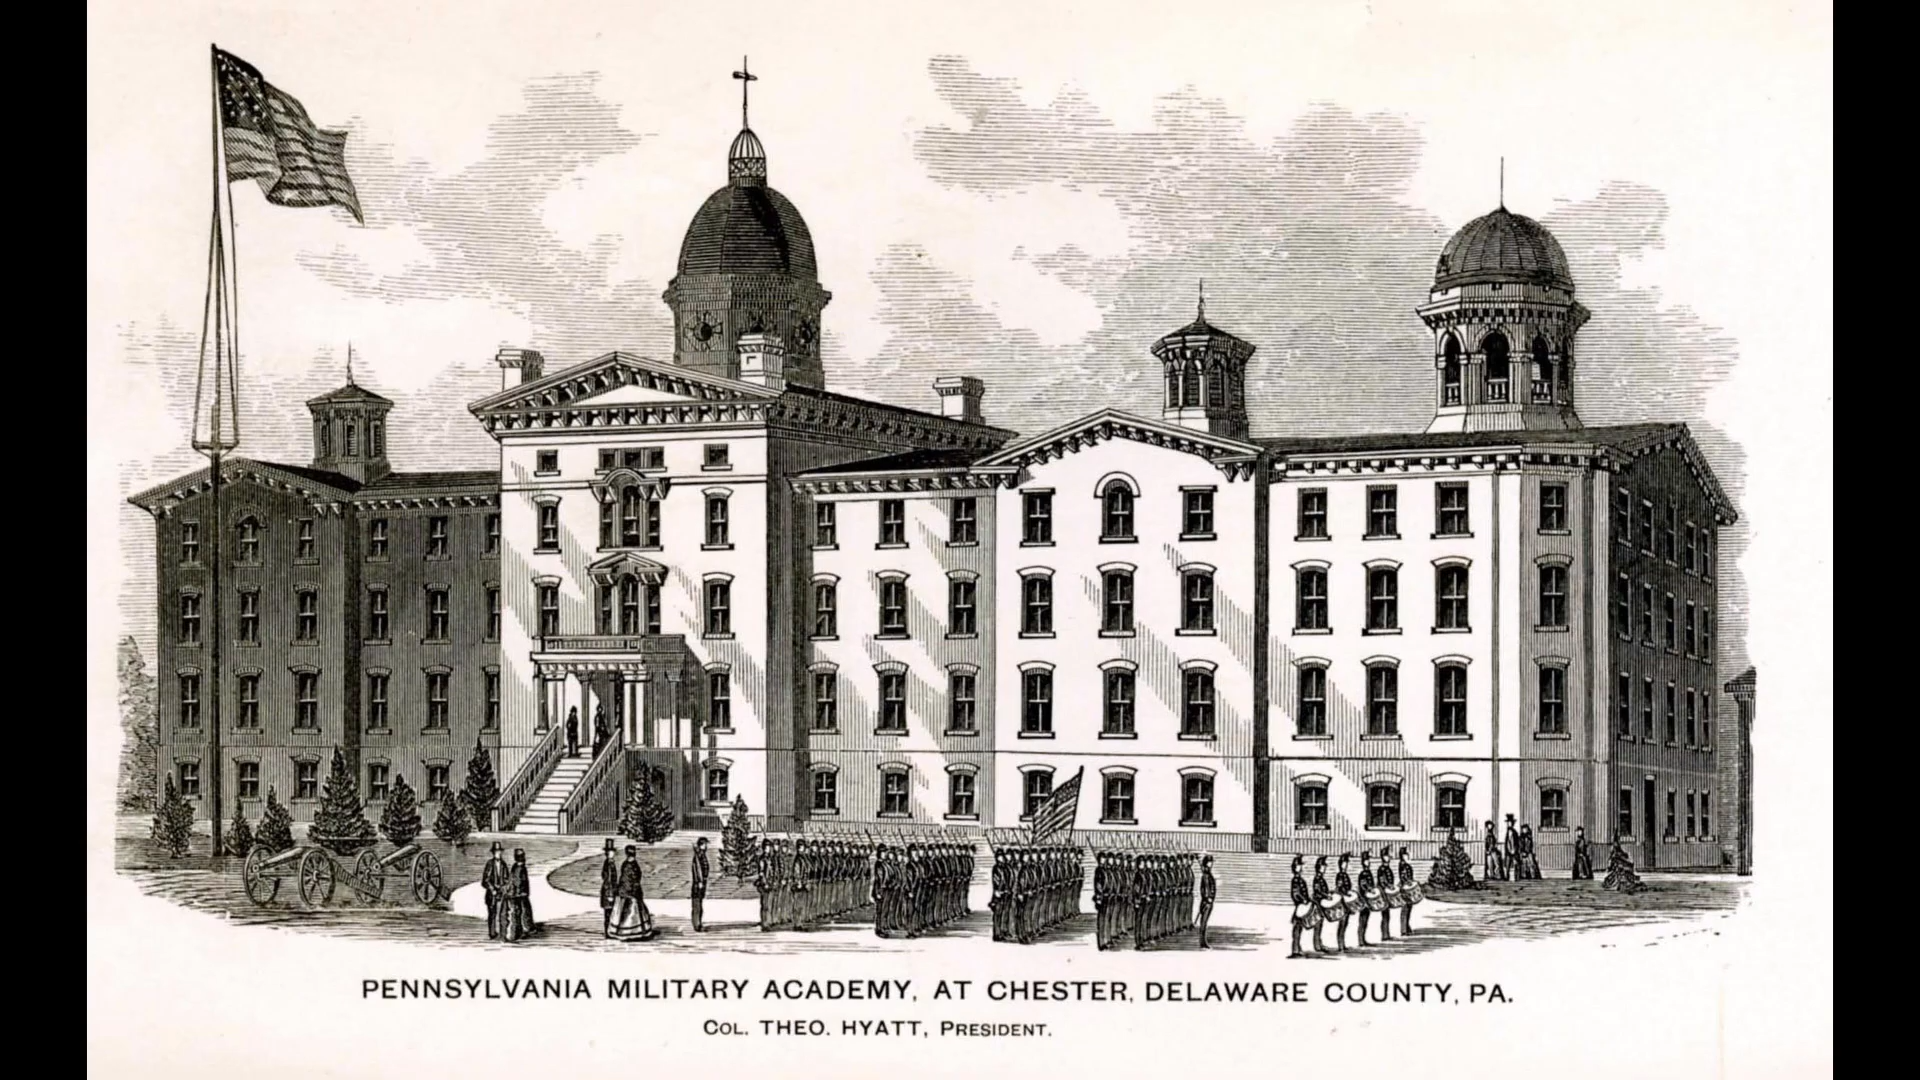 PENNSYLVANIA MILITARY ACADEMY, AT CHESTER, DELAWARE COUNTY, PA.
COL. THEO. HYATT, PRESIDENT.